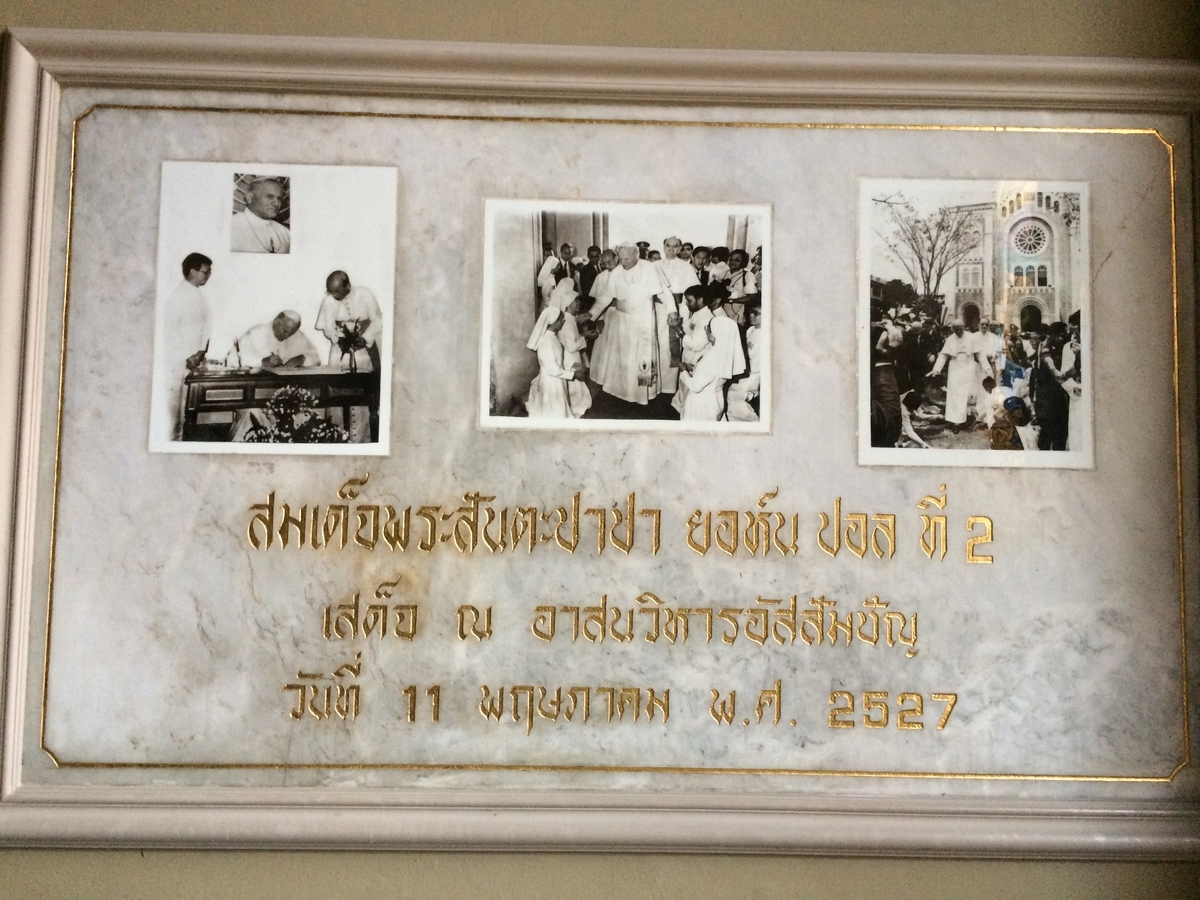 สมเด็จพระสันตะปาปา ยอห์น ปอล ที่ 2
เสด็จ ณ อาสนวิหารอัสสัมชัญ
วันที่ 11 พฤษภาคม พ.ศ. 2527